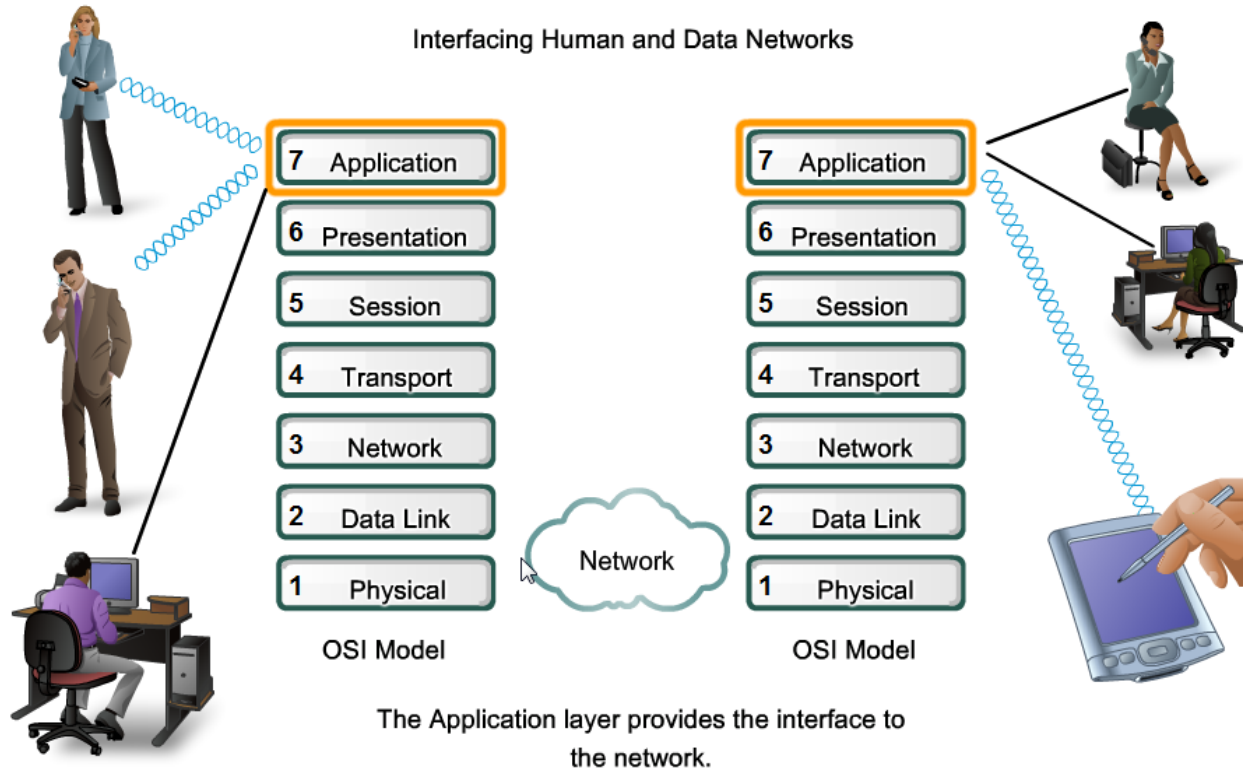 Interfacing Human and Data Networks
7 Application
6 Presentation
5 Session
4 Transport
3 Network
2 Data Link
1 Physical
OSI Model
Network
7 Application
6 Presentation
5 Session
4 Transport
3 Network
2 Data Link
1 Physical
OSI Model
The Application layer provides the interface to
the network.